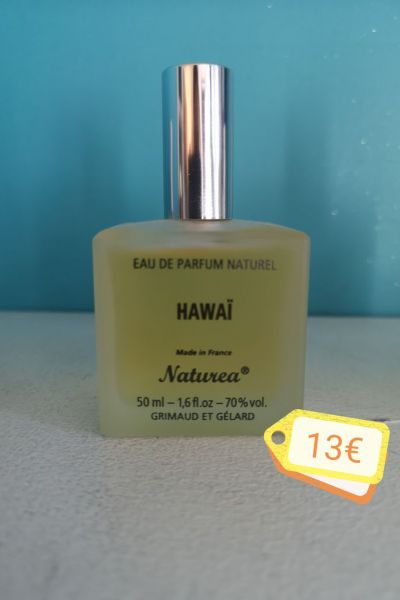 EAU DE PARFUM NATUREL
HAWAÏ
Made in France
Naturea®
50 ml – 1,6 fl.oz – 70% vol.
GRIMAUD ET GÉLARD
13€